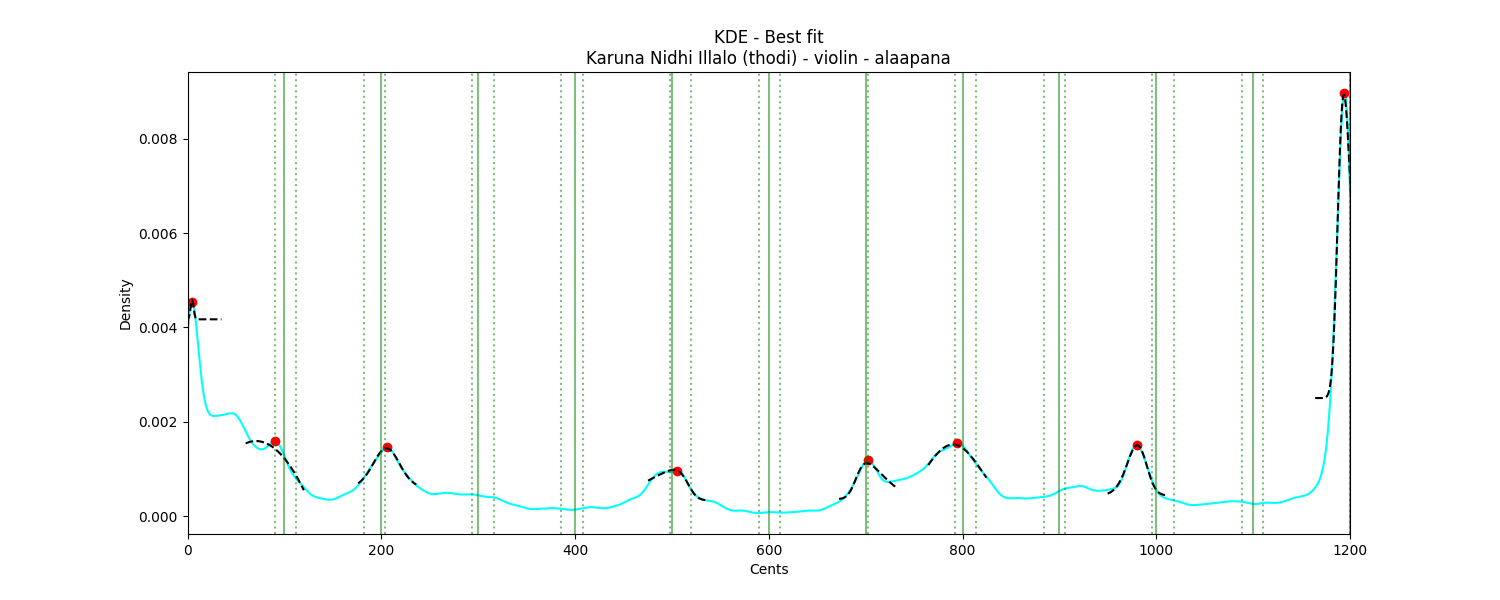 KDE - Best fit
Karuna Nidhi Illalo (thodi) - violin - alaapana
Density
0.008
0.006
0.004
0.002
0.000
0 200 400 600 800 1000 1200
Cents